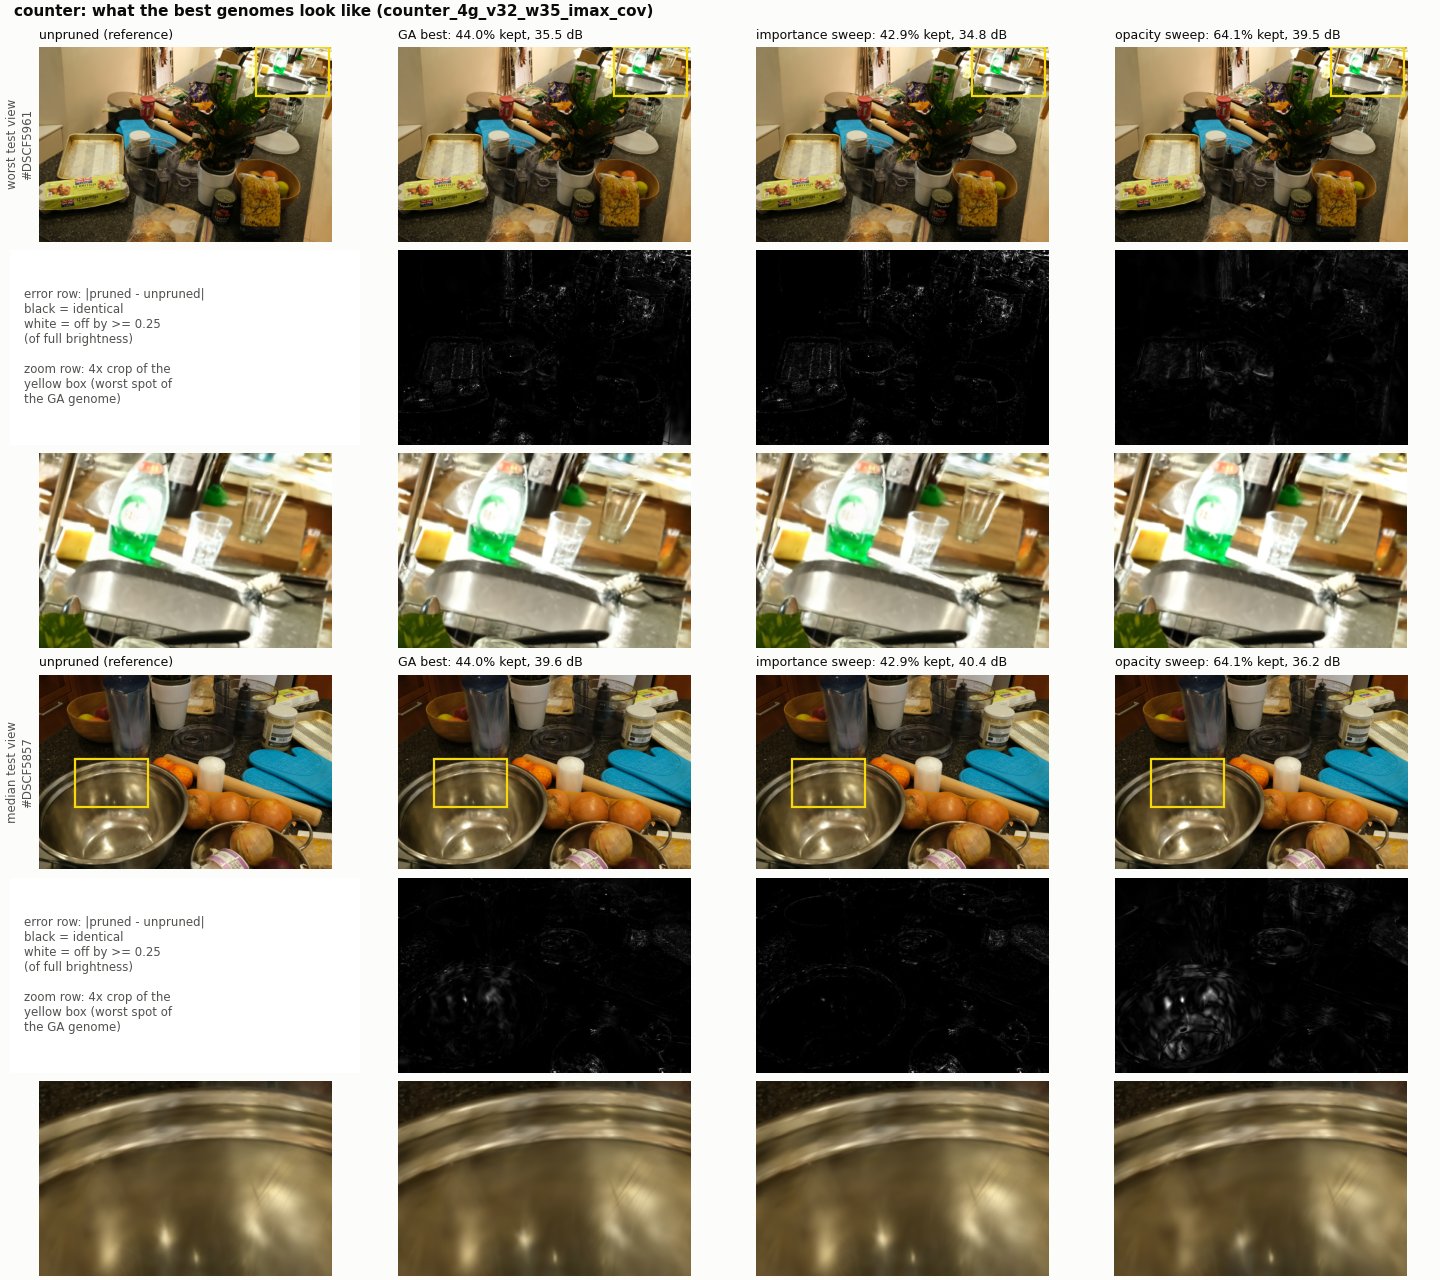 counter: what the best genomes look like (counter_4g_v32_w35_imax_cov)
unpruned (reference)
GA best: 44.0% kept, 35.5 dB
importance sweep: 42.9% kept, 34.8 dB
opacity sweep: 64.1% kept, 39.5 dB
worst test view
#DSCF5961
error row: |pruned - unpruned|
black = identical
white = off by >= 0.25
(of full brightness)
zoom row: 4x crop of the
yellow box (worst spot of
the GA genome)
unpruned (reference)
GA best: 44.0% kept, 39.6 dB
importance sweep: 42.9% kept, 40.4 dB
opacity sweep: 64.1% kept, 36.2 dB
median test view
#DSCF5857
error row: |pruned - unpruned|
black = identical
white = off by >= 0.25
(of full brightness)
zoom row: 4x crop of the
yellow box (worst spot of
the GA genome)